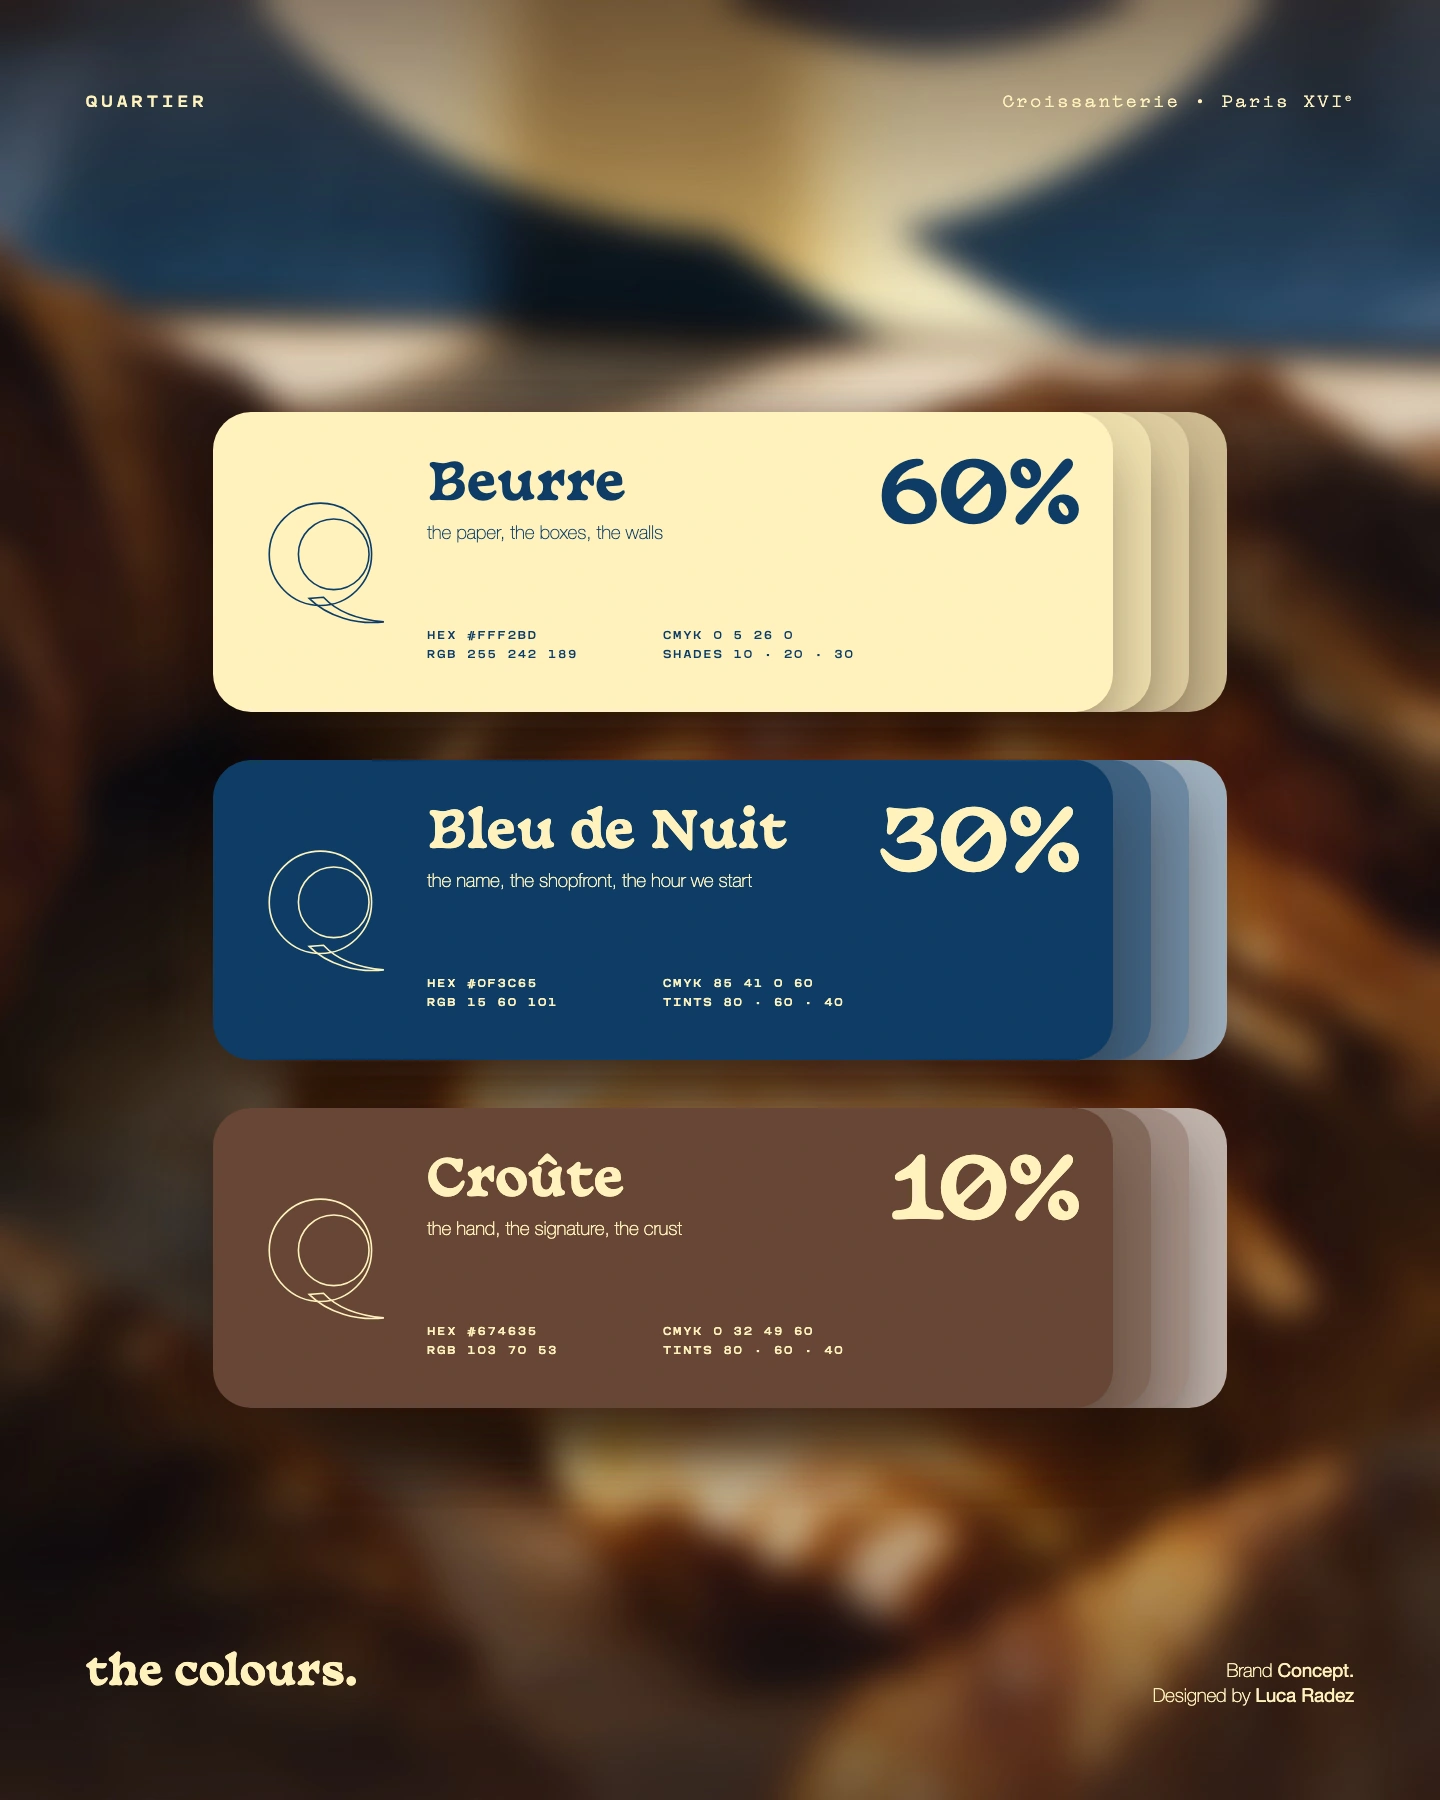 QUARTIER
Croissanterie • Paris XVIᵉ
Beurre
60%
the paper, the boxes, the walls
HEX #FFF2BD
CMYK 0 5 26 0
RGB 255 242 189
SHADES 10 · 20 · 30
Bleu de Nuit
30%
the name, the shopfront, the hour we start
HEX #0F3C65
CMYK 85 41 0 60
RGB 15 60 101
TINTS 80 · 60 · 40
Croûte
10%
the hand, the signature, the crust
HEX #674635
CMYK 0 32 49 60
RGB 103 70 53
TINTS 80 · 60 · 40
the colours.
Brand Concept.
Designed by Luca Radez